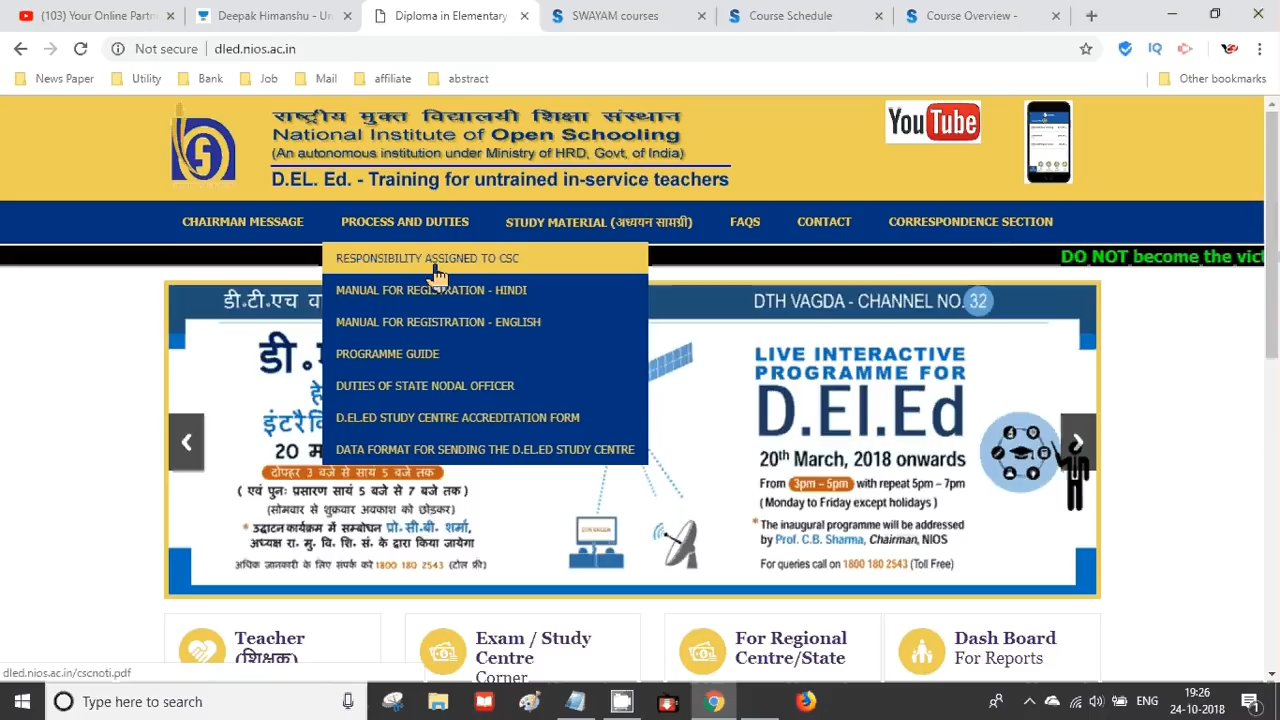 (103) Your Online Partn
Deepak Himanshu - Un
Diploma in Elementary
SWAYAM courses
Course Schedule
Course Overview -
Not secure
dled.nios.ac.in
News Paper
Utility
Bank
Job
Mail
affiliate
abstract
Other bookmarks
राष्ट्रीय मुक्त विद्यालयी शिक्षा संस्थान
National Institute of Open Schooling
(An autonomous institution under Ministry of HRD, Govt. of India)
D.EL. Ed. - Training for untrained in-service teachers
YouTube
CHAIRMAN MESSAGE
PROCESS AND DUTIES
STUDY MATERIAL (अध्ययन सामग्री)
FAQS
CONTACT
CORRESPONDENCE SECTION
DO NOT become the vict
RESPONSIBILITY ASSIGNED TO CSC
MANUAL FOR REGISTRATION - HINDI
MANUAL FOR REGISTRATION - ENGLISH
PROGRAMME GUIDE
DUTIES OF STATE NODAL OFFICER
D.EL.ED STUDY CENTRE ACCREDITATION FORM
DATA FORMAT FOR SENDING THE D.EL.ED STUDY CENTRE
डी.टी.एच
डी.
इंटरै
20 म
दोपहर 3 बजे से सायं 5 बजे तक
( एवं पुनः प्रसारण सायं 5 बजे से 7 बजे तक)
(सोमवार से शुक्रवार अवकाश को छोड़कर)
* उद्घाटन कार्यक्रम में सम्बोधन प्रो.सी.बी. शर्मा,
अध्यक्ष रा. मु. वि. शि. सं. के द्वारा किया जायेगा
अधिक जानकारी के लिए संपर्क करें 1800 180 2543 (टोल फ्री)
DTH VAGDA
DTH VAGDA - CHANNEL NO. 32
LIVE INTERACTIVE
PROGRAMME FOR
D.El.Ed
20th March, 2018 onwards
From 3pm – 5pm with repeat 5pm - 7pm
(Monday to Friday except holidays)
*The inaugural programme will be addressed
by Prof. C.B. Sharma, Chairman, NIOS
For queries call on 1800 180 2543 (Toll Free)
Teacher
(शिक्षक)
Exam / Study
Centre
Corner
For Regional
Centre/State
Dash Board
For Reports
dled.nios.ac.in/cscnoti.pdf
Type here to search
ENG
19:26
24-10-2018